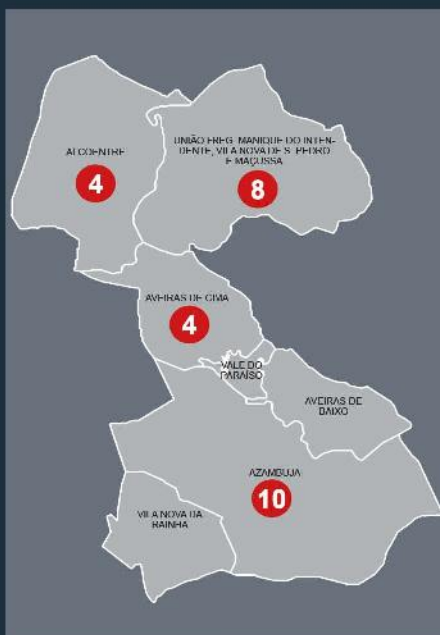 ALCOENTRE
4
UNIÃO FREG. MANIQUE DO INTEN-
DENTE, VILA NOVA DE S. PEDRO
E MAÇUSSA
8
AVEIRAS DE CIMA
4
VALE DO
PARAÍSO
AVEIRAS DE
BAIXO
AZAMBUJA
10
VILA NOVA DA
RAINHA